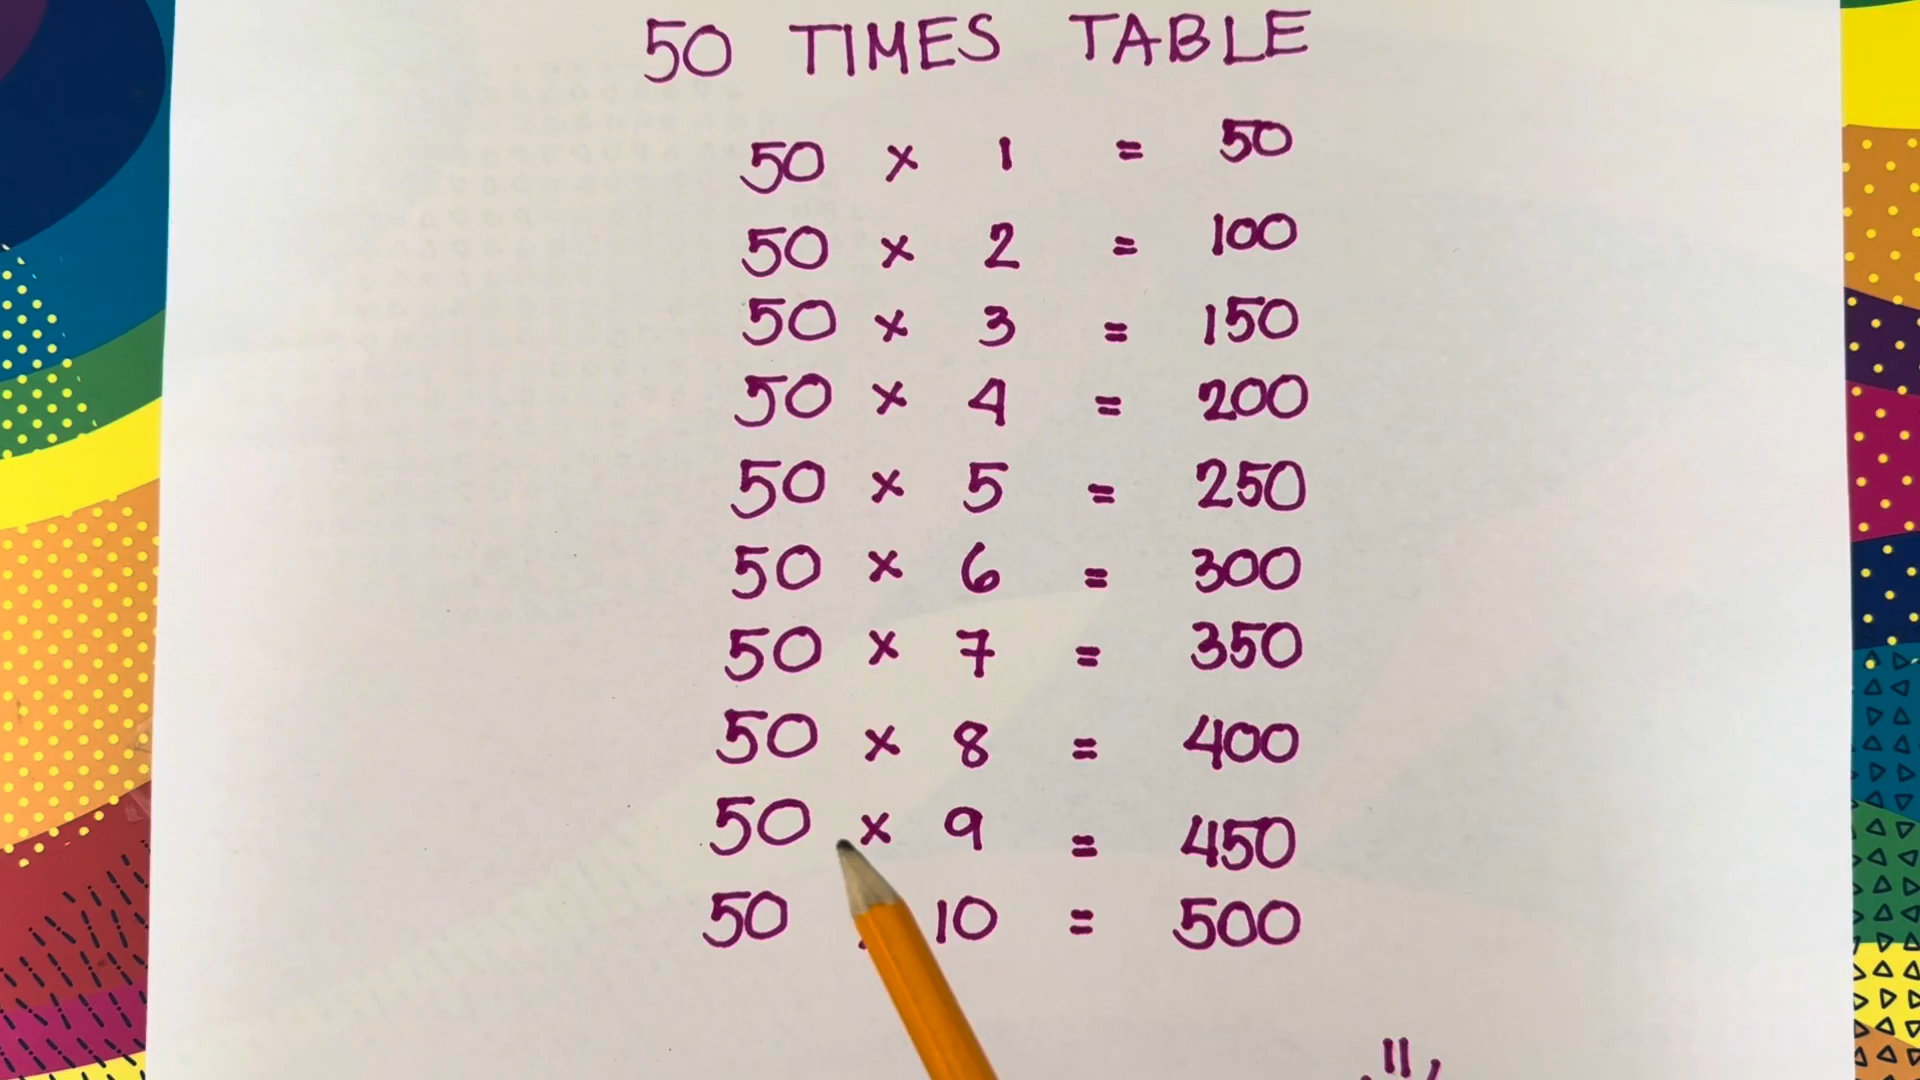 50 TIMES TABLE
50 × 1 = 50
50 × 2 = 100
50 × 3 = 150
50 × 4 = 200
50 × 5 = 250
50 × 6 = 300
50 × 7 = 350
50 × 8 = 400
50 × 9 = 450
50 10 = 500